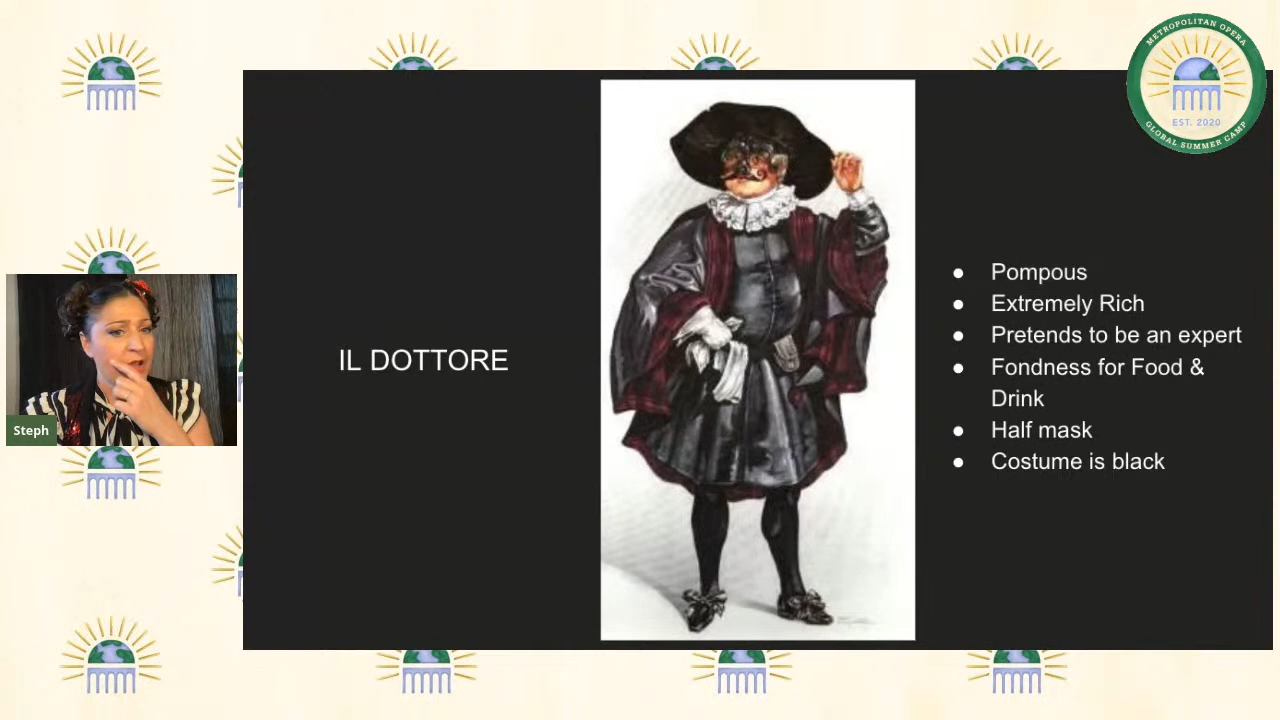 METROPOLITAN OPERA
EST. 2020
GLOBAL SUMMER CAMP
Steph
IL DOTTORE
● Pompous
● Extremely Rich
● Pretends to be an expert
● Fondness for Food &
Drink
● Half mask
● Costume is black